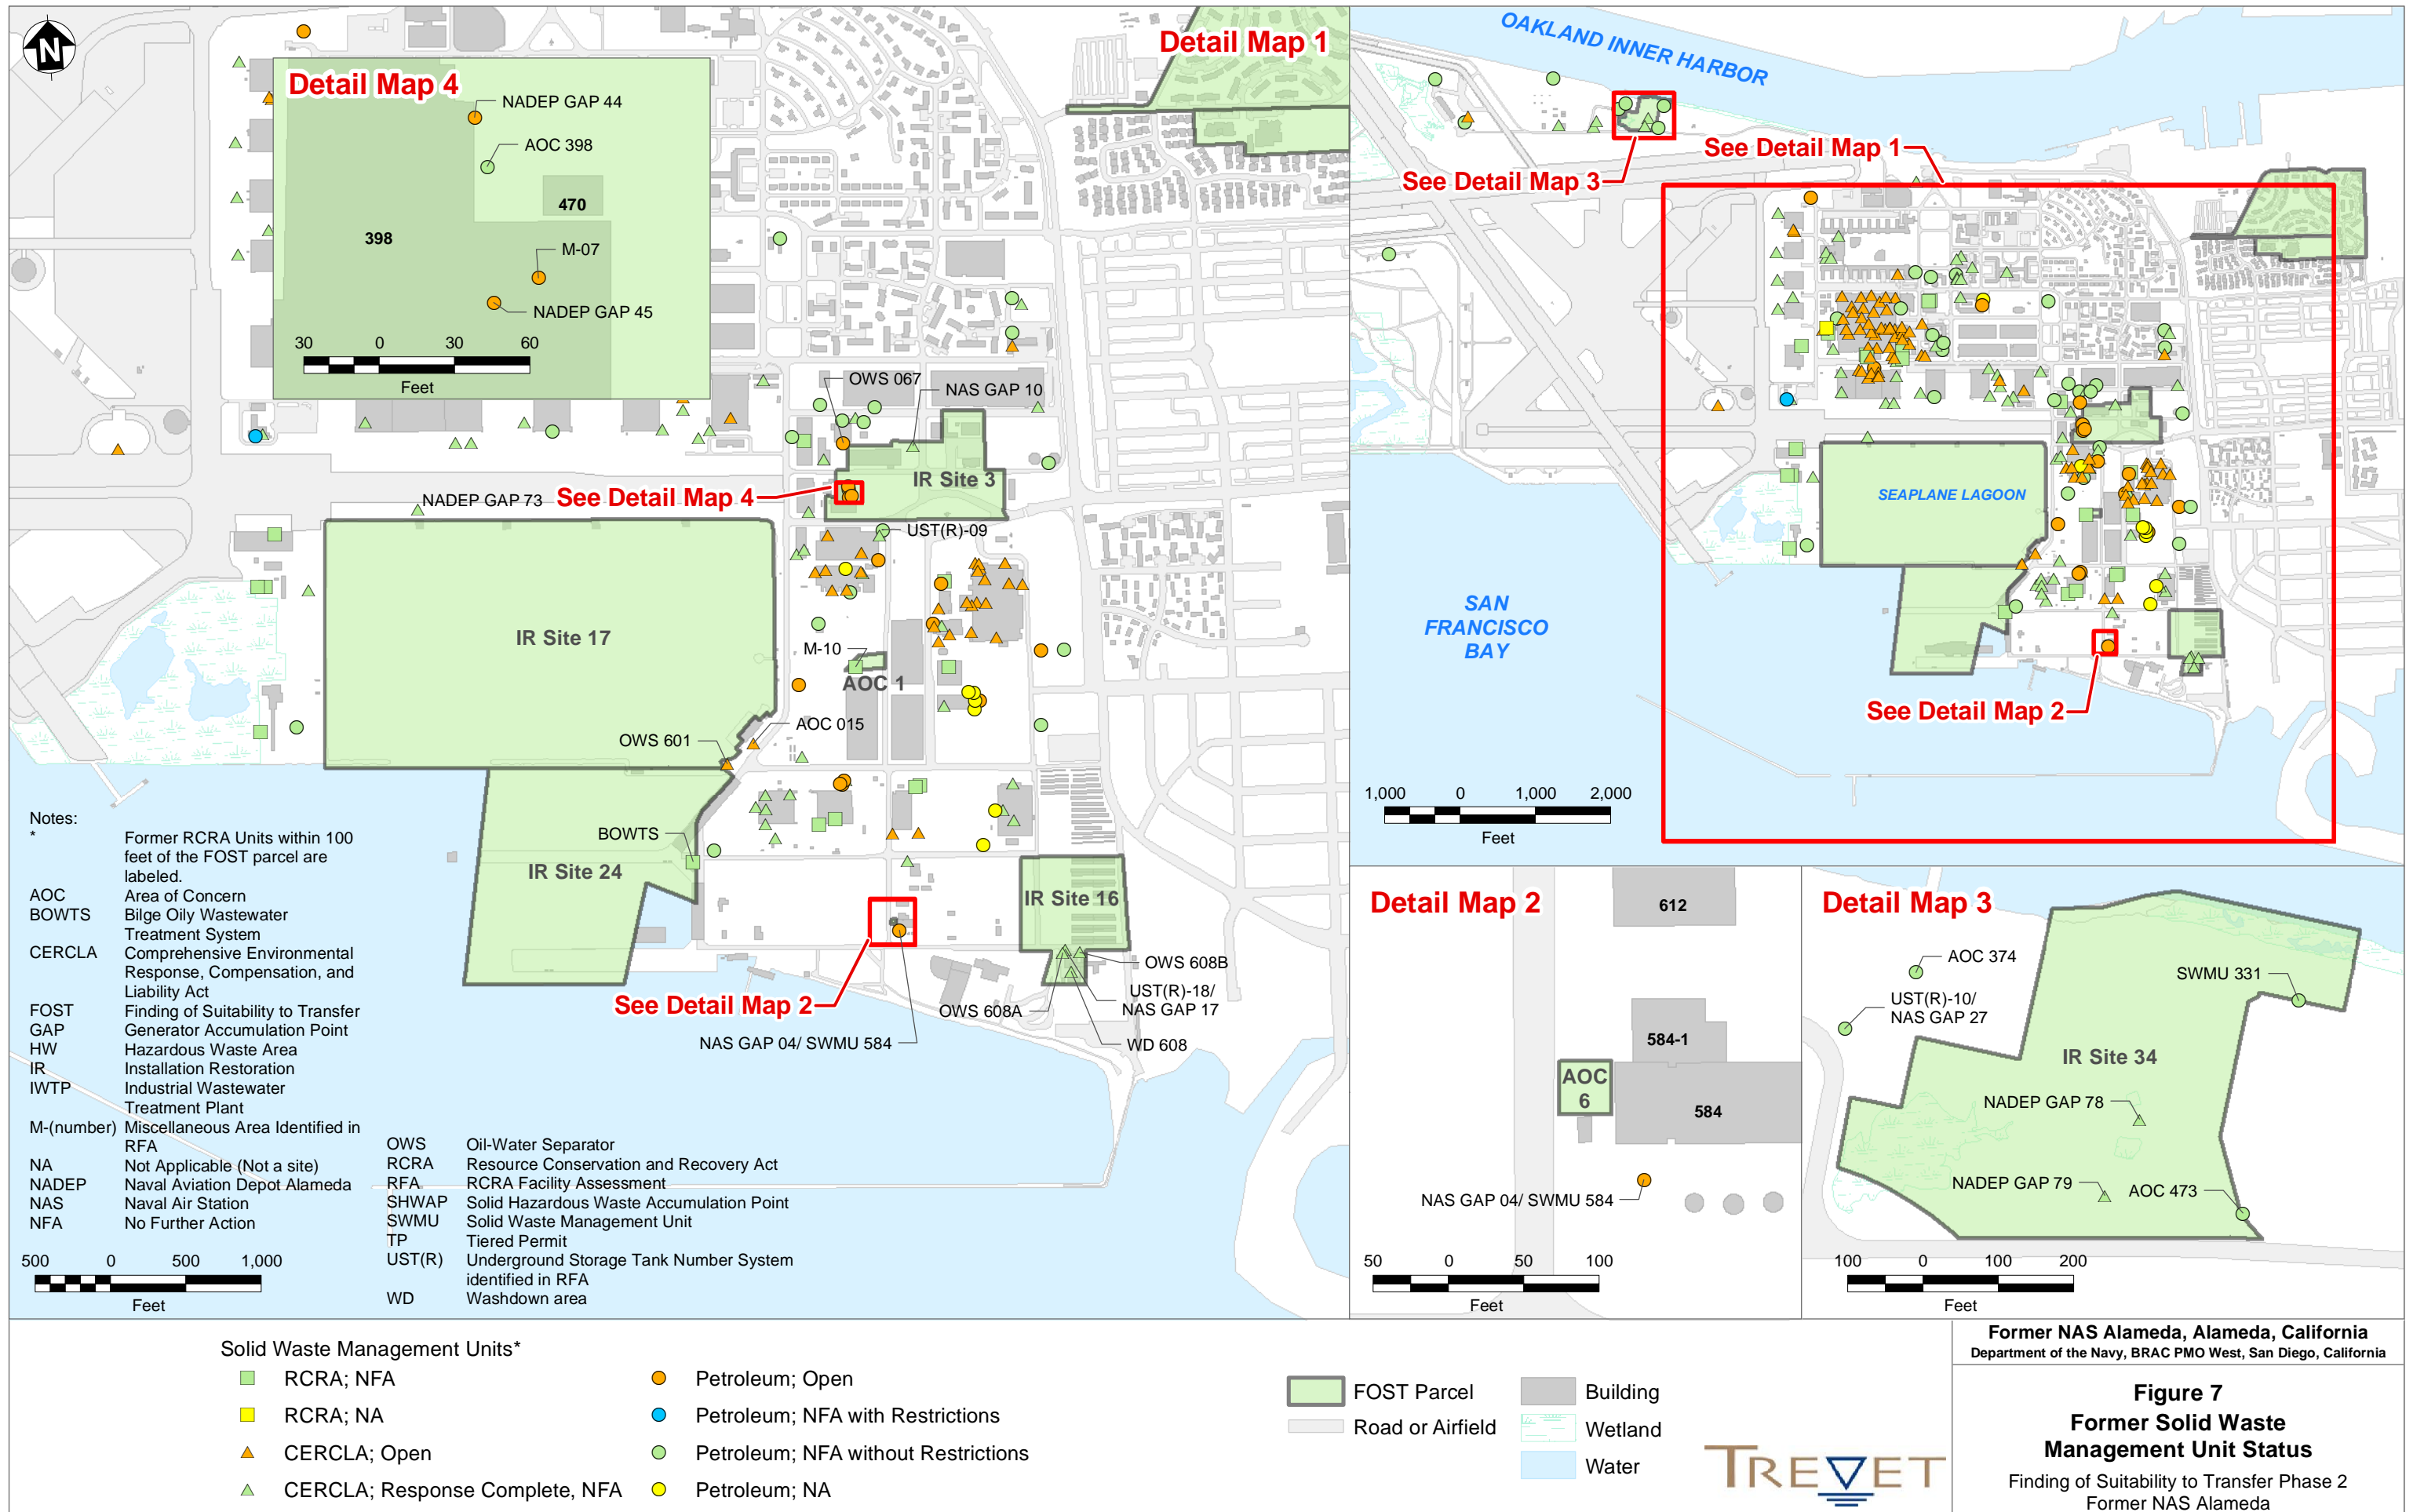 N
Detail Map 4
NADEP GAP 44
AOC 398
470
398
M-07
NADEP GAP 45
30 0 30 60
Feet
Detail Map 1
OWS 067
NAS GAP 10
IR Site 3
See Detail Map 4
NADEP GAP 73
UST(R)-09
IR Site 17
M-10
AOC 1
AOC 015
OWS 601
BOWTS
IR Site 24
IR Site 16
OWS 608B
UST(R)-18/
NAS GAP 17
OWS 608A
WD 608
See Detail Map 2
NAS GAP 04/ SWMU 584
Notes:
* Former RCRA Units within 100
feet of the FOST parcel are
labeled.
AOC Area of Concern
BOWTS Bilge Oily Wastewater
Treatment System
CERCLA Comprehensive Environmental
Response, Compensation, and
Liability Act
FOST Finding of Suitability to Transfer
GAP Generator Accumulation Point
HW Hazardous Waste Area
IR Installation Restoration
IWTP Industrial Wastewater
Treatment Plant
M-(number) Miscellaneous Area Identified in
RFA
NA Not Applicable (Not a site)
NADEP Naval Aviation Depot Alameda
NAS Naval Air Station
NFA No Further Action
OWS Oil-Water Separator
RCRA Resource Conservation and Recovery Act
RFA RCRA Facility Assessment
SHWAP Solid Hazardous Waste Accumulation Point
SWMU Solid Waste Management Unit
TP Tiered Permit
UST(R) Underground Storage Tank Number System
identified in RFA
WD Washdown area
500 0 500 1,000
Feet
OAKLAND INNER HARBOR
See Detail Map 1
See Detail Map 3
SEAPLANE LAGOON
SAN
FRANCISCO
BAY
See Detail Map 2
1,000 0 1,000 2,000
Feet
Detail Map 2
612
584-1
AOC
6
584
NAS GAP 04/ SWMU 584
50 0 50 100
Feet
Detail Map 3
AOC 374
SWMU 331
UST(R)-10/
NAS GAP 27
IR Site 34
NADEP GAP 78
NADEP GAP 79
AOC 473
100 0 100 200
Feet
Solid Waste Management Units*
RCRA; NFA
RCRA; NA
CERCLA; Open
CERCLA; Response Complete, NFA
Petroleum; Open
Petroleum; NFA with Restrictions
Petroleum; NFA without Restrictions
Petroleum; NA
FOST Parcel
Road or Airfield
Building
Wetland
Water
TREVET
Former NAS Alameda, Alameda, California
Department of the Navy, BRAC PMO West, San Diego, California
Figure 7
Former Solid Waste
Management Unit Status
Finding of Suitability to Transfer Phase 2
Former NAS Alameda